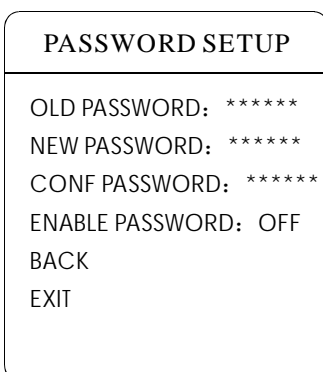 PASSWORD SETUP
OLD PASSWORD：******
NEW PASSWORD：******
CONF PASSWORD：******
ENABLE PASSWORD：OFF
BACK
EXIT